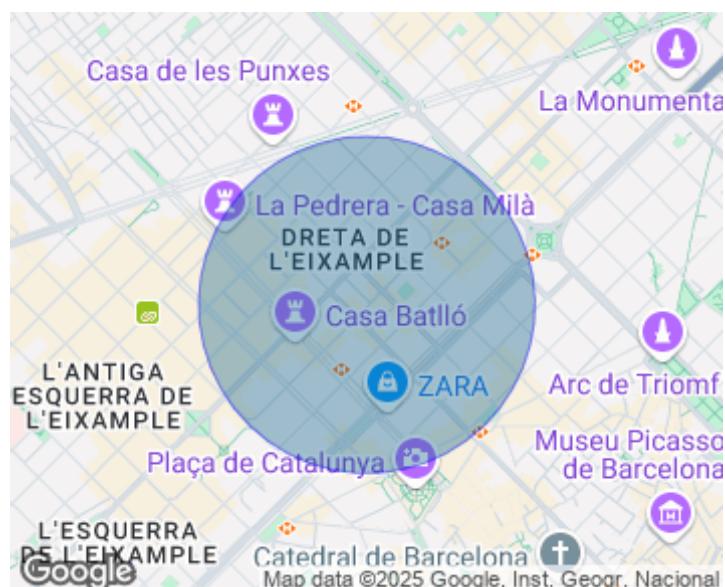 Casa de les Punxes
La Monumenta
La Pedrera - Casa Milà
DRETA DE
L'EIXAMPLE
Casa Batlló
L'ANTIGA
ESQUERRA DE
L'EIXAMPLE
ZARA
Arc de Triomf
Plaça de Catalunya
Museu Picasso
de Barcelona
L'ESQUERRA
DE L'EIXAMPLE
Catedral de Barcelona
Google
Map data ©2025 Google, Inst. Geogr. Nacional